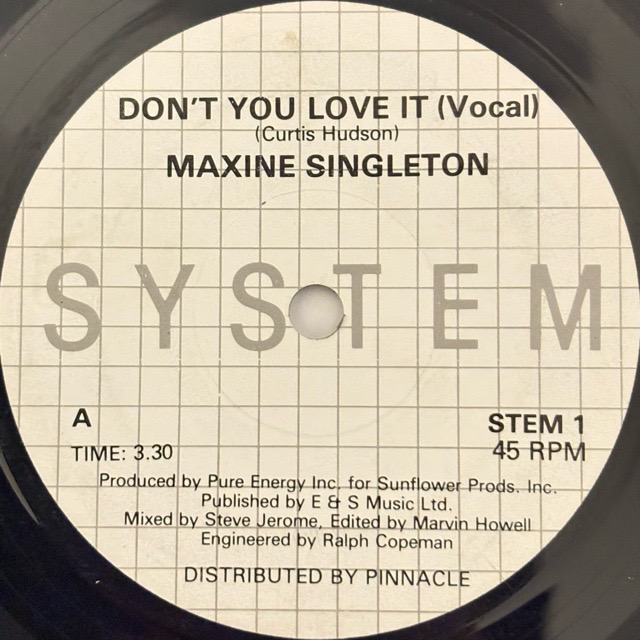 DON'T YOU LOVE IT (Vocal)
(Curtis Hudson)
MAXINE SINGLETON
SYSTEM
A
STEM 1
TIME: 3.30
45 RPM
Produced by Pure Energy Inc. for Sunflower Prods. Inc.
Published by E & S Music Ltd.
Mixed by Steve Jerome, Edited by Marvin Howell
Engineered by Ralph Copeman
DISTRIBUTED BY PINNACLE